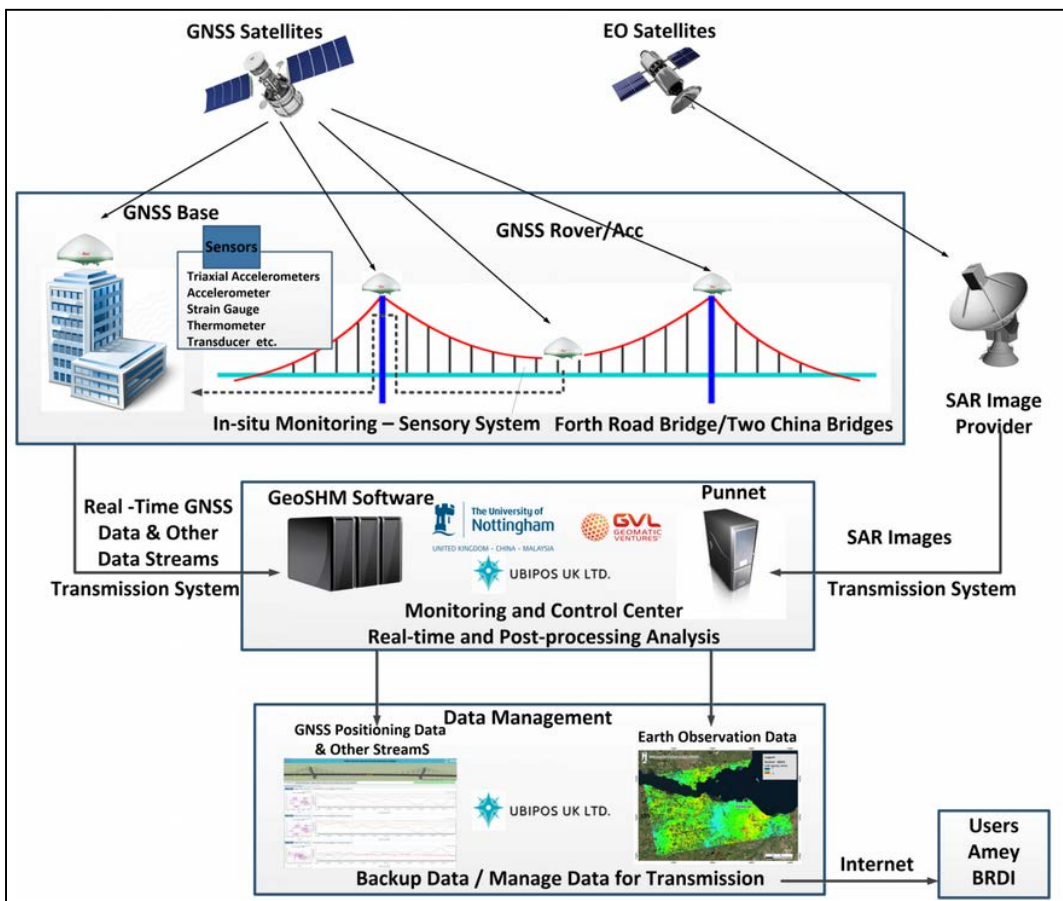 GNSS Satellites
EO Satellites
GNSS Base
Sensors
Triaxial Accelerometers
Accelerometer
Strain Gauge
Thermometer
Transducer etc.
GNSS Rover/Acc
In-situ Monitoring – Sensory System
Forth Road Bridge/Two China Bridges
SAR Image
Provider
Real -Time GNSS
Data & Other
Data Streams
Transmission System
GeoSHM Software
The University of
Nottingham
UNITED KINGDOM • CHINA • MALAYSIA
GVL
GEOMATIC
VENTURES
UBIPOS UK LTD.
Punnet
Monitoring and Control Center
Real-time and Post-processing Analysis
SAR Images
Transmission System
Data Management
GNSS Positioning Data
& Other StreamS
UBIPOS UK LTD.
Earth Observation Data
Backup Data / Manage Data for Transmission
Internet
Users
Amey
BRDI